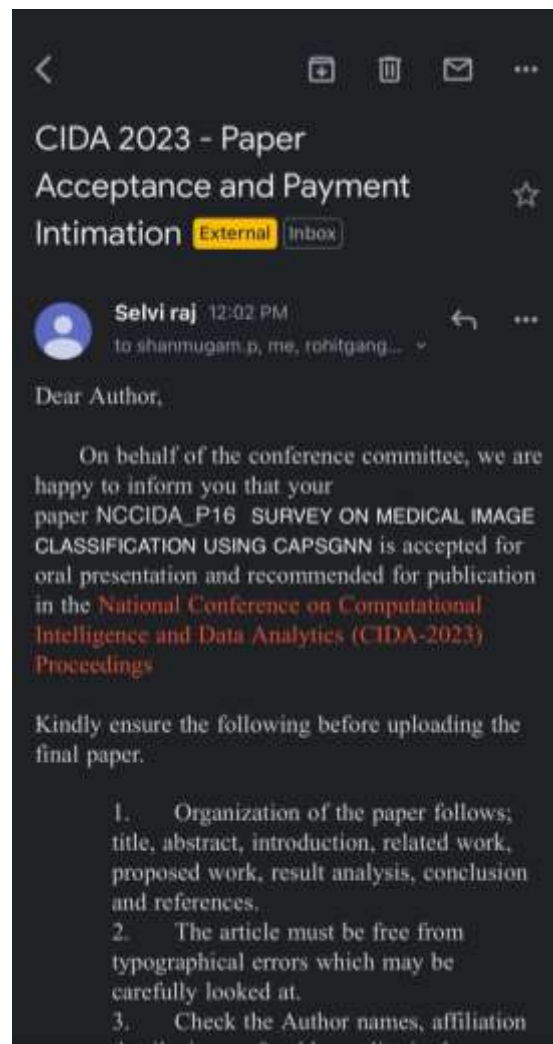 CIDA 2023 - Paper
Acceptance and Payment
Intimation External Inbox
Selvi raj 12:02 PM
to shanmugam.p, me, rohitgang...
Dear Author,
On behalf of the conference committee, we are
happy to inform you that your
paper NCCIDA_P16 SURVEY ON MEDICAL IMAGE
CLASSIFICATION USING CAPSGNN is accepted for
oral presentation and recommended for publication
in the National Conference on Computational
Intelligence and Data Analytics (CIDA-2023)
Proceedings
Kindly ensure the following before uploading the
final paper.
1. Organization of the paper follows;
title, abstract, introduction, related work,
proposed work, result analysis, conclusion
and references.
2. The article must be free from
typographical errors which may be
carefully looked at.
3. Check the Author names, affiliation